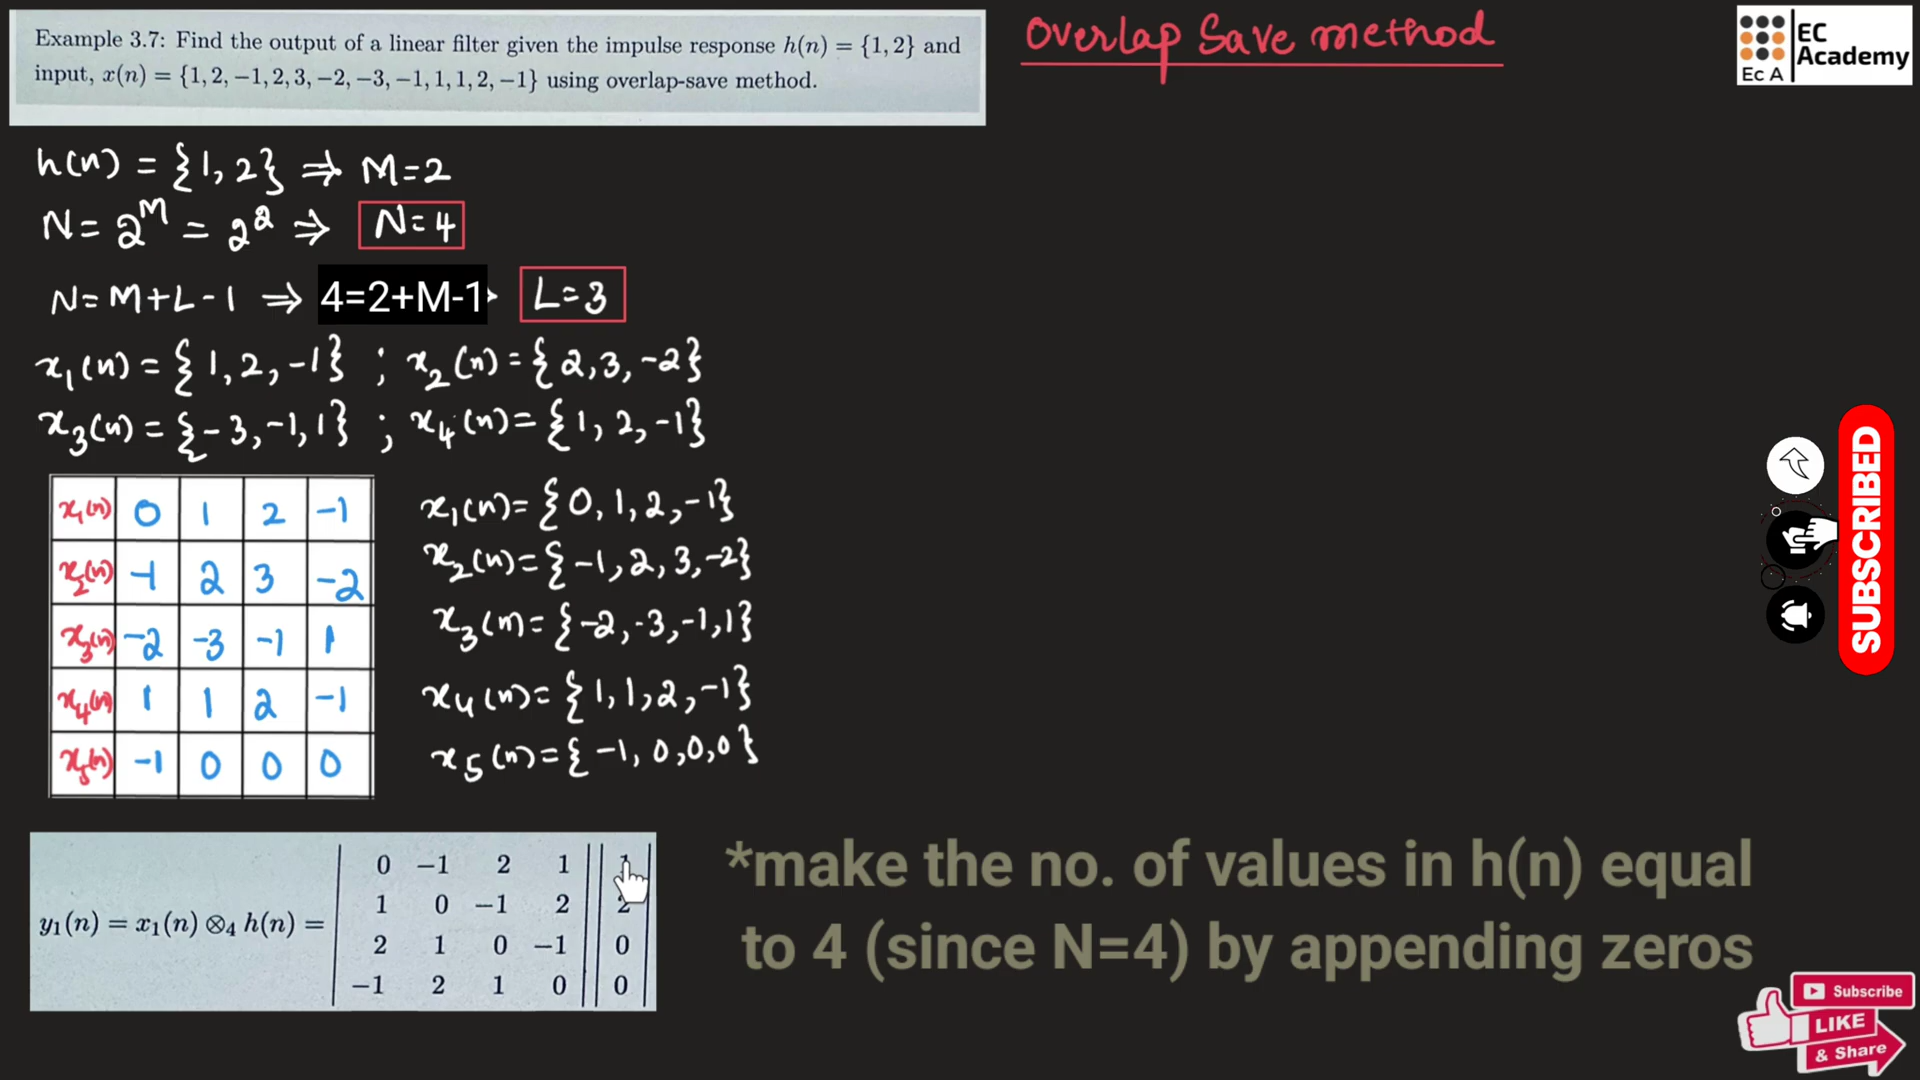 Example 3.7: Find the output of a linear filter given the impulse response h(n) = {1, 2} and
input, x(n) = {1, 2, −1, 2, 3, −2, −3, −1, 1, 1, 2, −1} using overlap-save method.
Overlap Save method
EC
Academy
Ec A
h(n) = {1, 2} ⇒ M=2
N = 2^M = 2^2 ⇒ N=4
N = M+L-1 ⇒ 4=2+M-1 L=3
x₁(n) = {1, 2, -1} ; x₂(n) = {2, 3, -2}
x₃(n) = {-3, -1, 1} ; x₄(n) = {1, 2, -1}
x₁(n) 0 1 2 -1
x₂(n) -1 2 3 -2
x₃(n) -2 -3 -1 1
x₄(n) 1 1 2 -1
x₅(n) -1 0 0 0
x₁(n) = {0, 1, 2, -1}
x₂(n) = {-1, 2, 3, -2}
x₃(n) = {-2, -3, -1, 1}
x₄(n) = {1, 1, 2, -1}
x₅(n) = {-1, 0, 0, 0}
SUBSCRIBED
0 −1 2 1
1 0 −1 2 2
y₁(n) = x₁(n) ⊗₄ h(n) =
2 1 0 −1 0
−1 2 1 0 0
*make the no. of values in h(n) equal
to 4 (since N=4) by appending zeros
Subscribe
LIKE
& Share